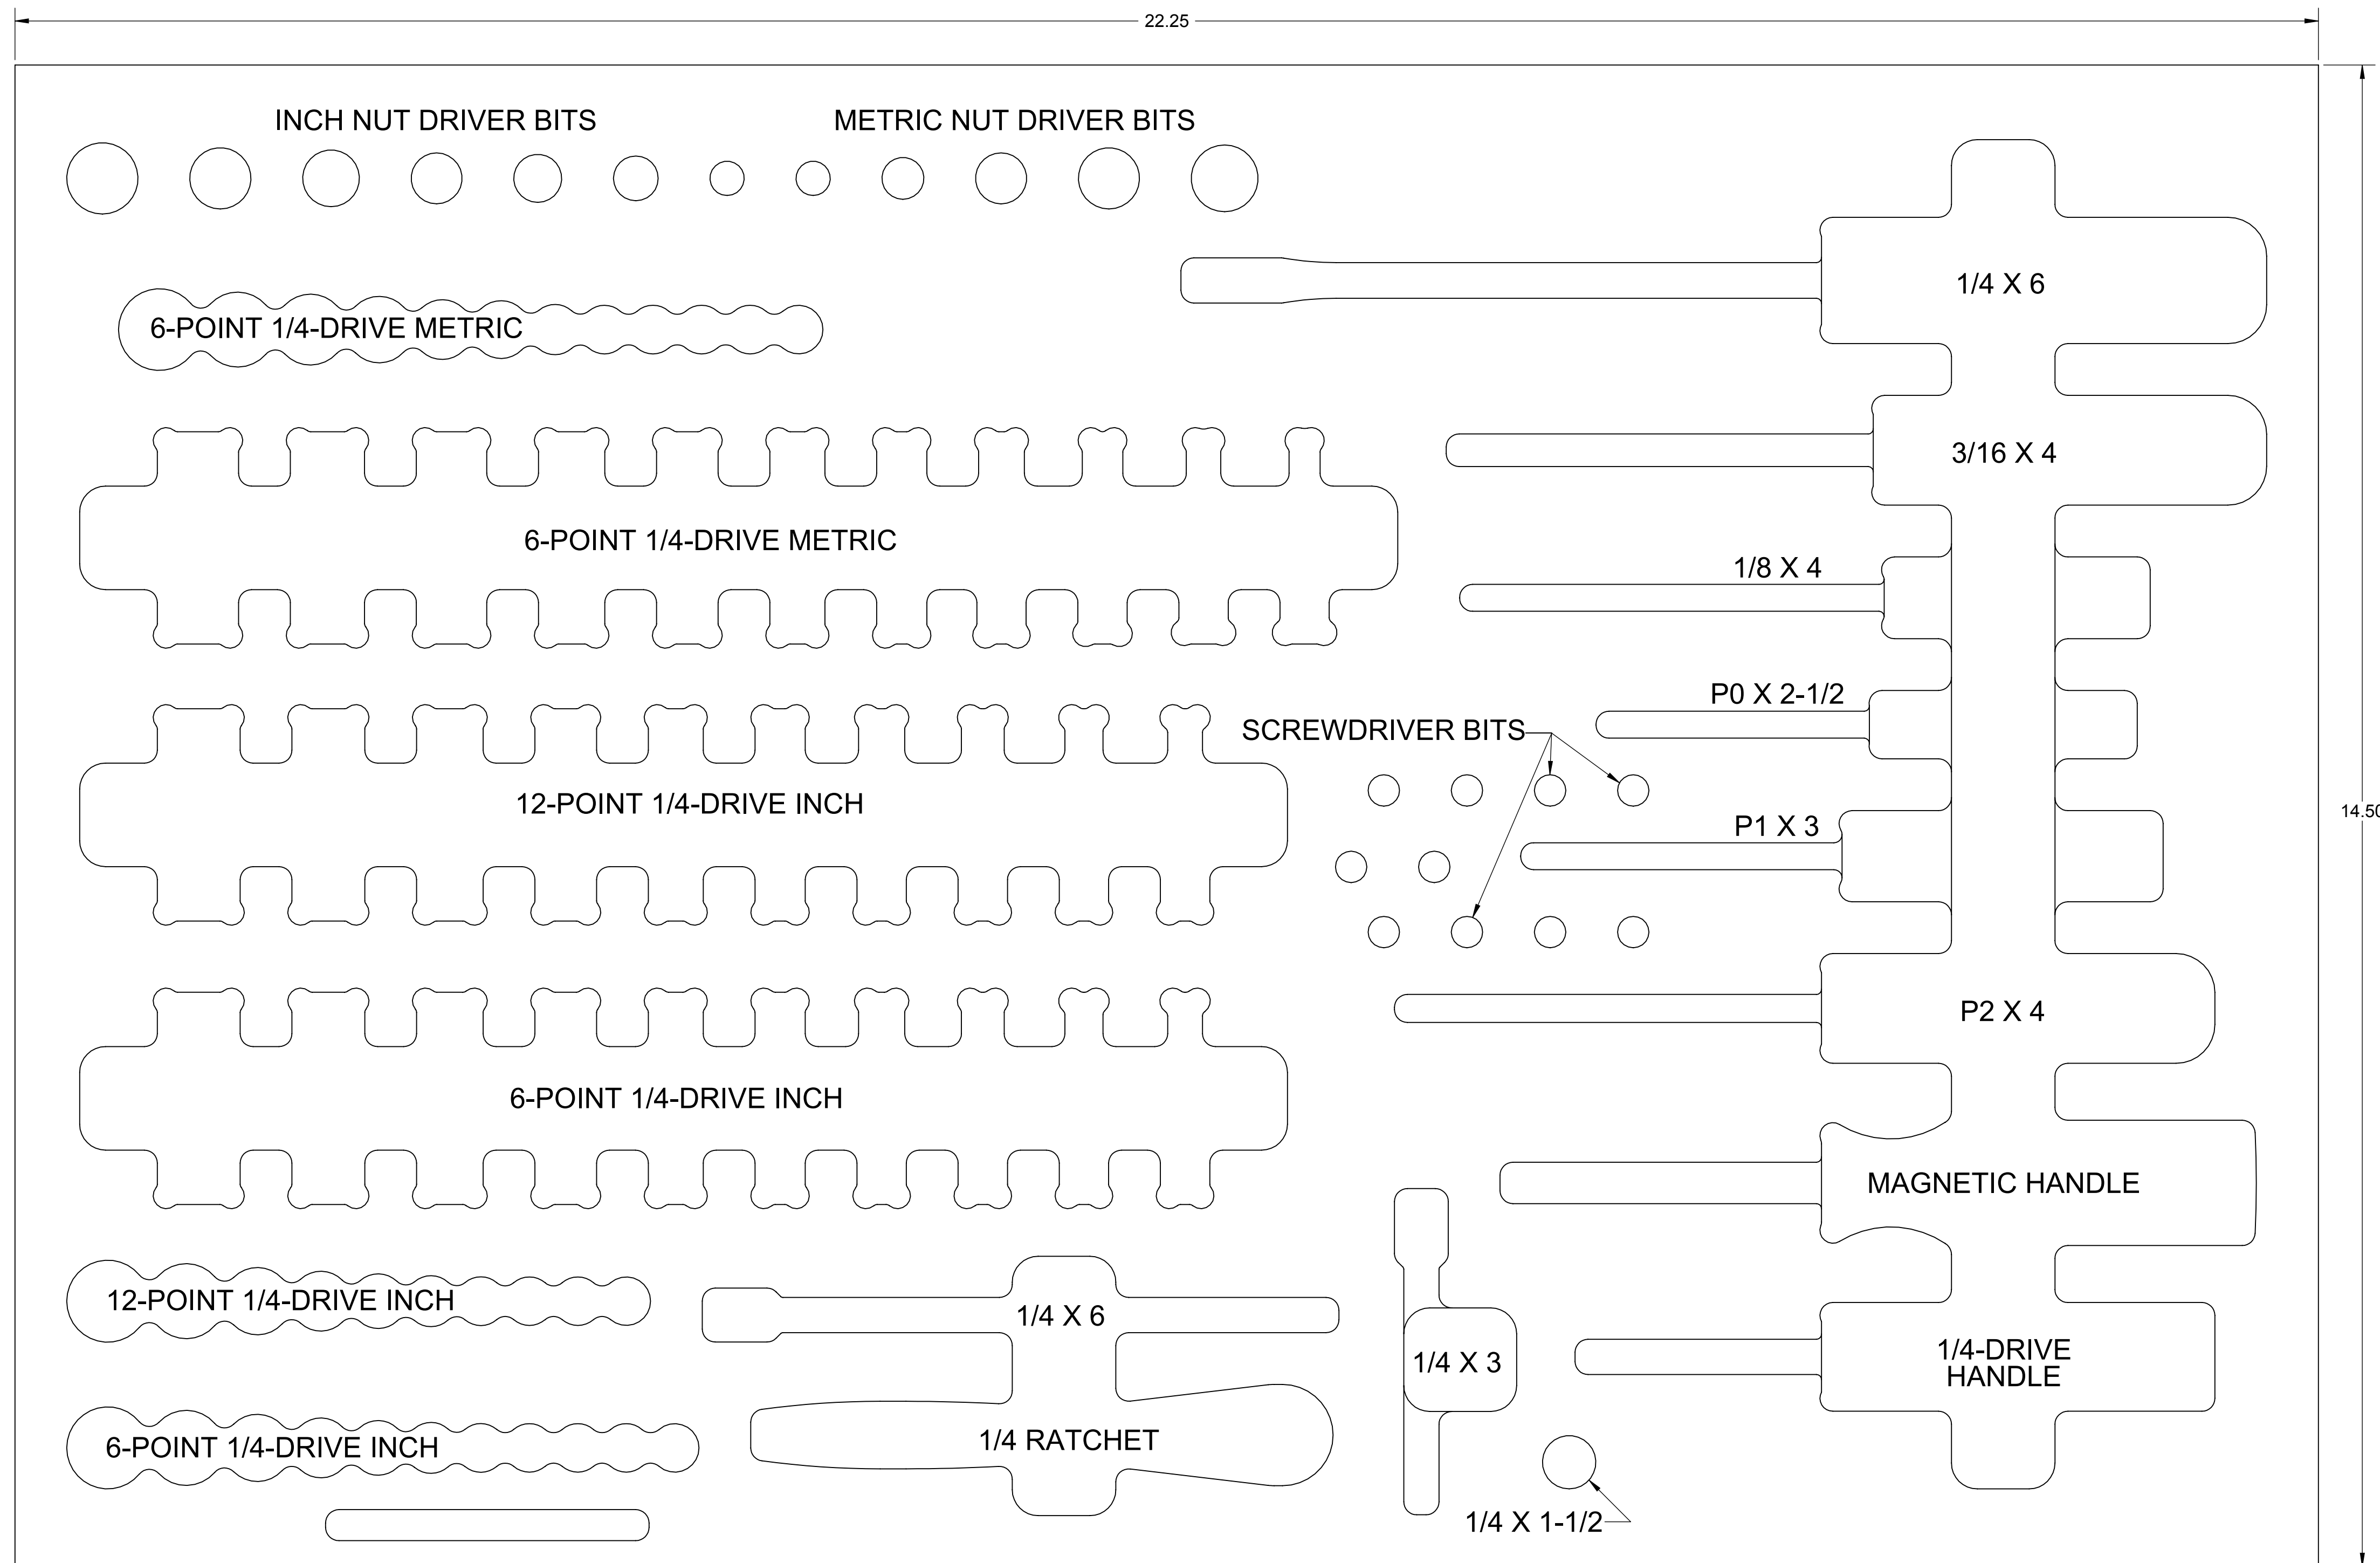 22.25
INCH NUT DRIVER BITS
METRIC NUT DRIVER BITS
1/4 X 6
6-POINT 1/4-DRIVE METRIC
3/16 X 4
6-POINT 1/4-DRIVE METRIC
1/8 X 4
P0 X 2-1/2
SCREWDRIVER BITS
12-POINT 1/4-DRIVE INCH
14.50
P1 X 3
P2 X 4
6-POINT 1/4-DRIVE INCH
MAGNETIC HANDLE
12-POINT 1/4-DRIVE INCH
1/4 X 6
1/4 X 3
1/4-DRIVE
HANDLE
6-POINT 1/4-DRIVE INCH
1/4 RATCHET
1/4 X 1-1/2